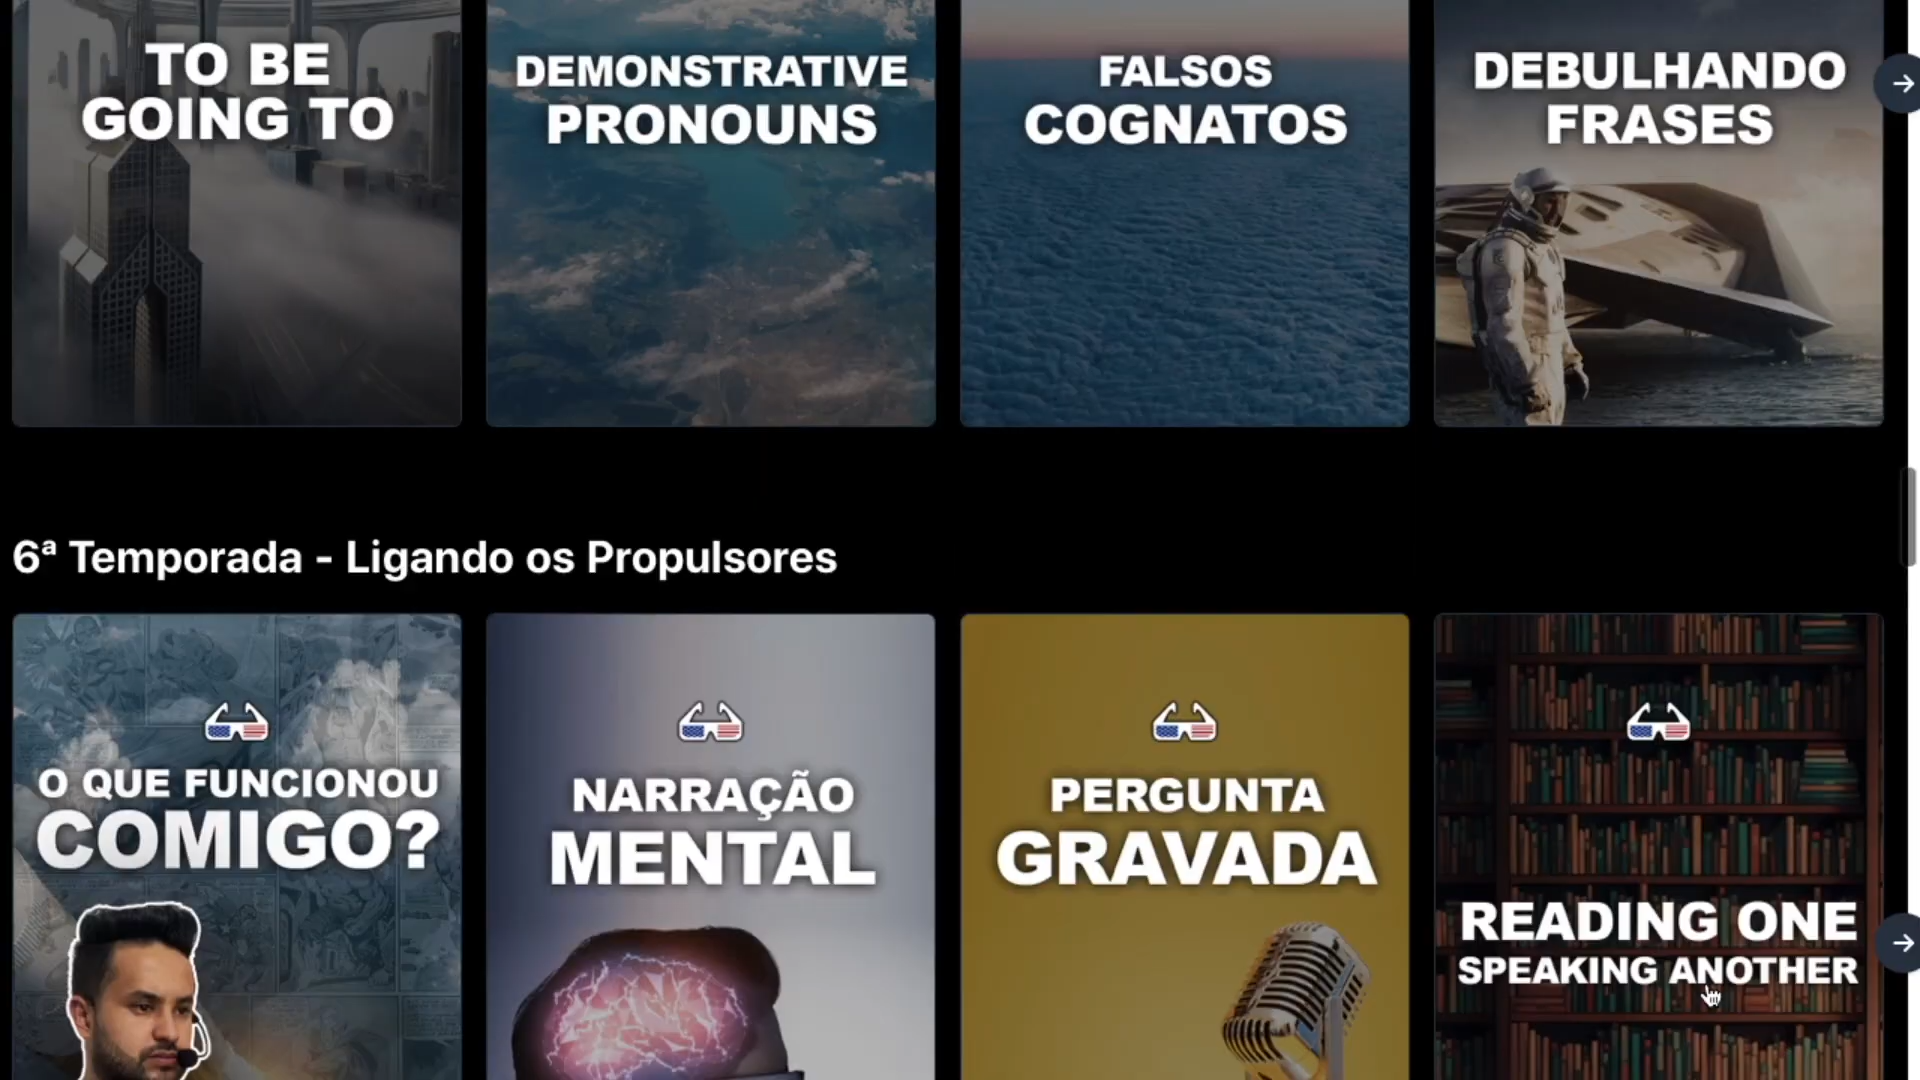 TO BE
GOING TO
DEMONSTRATIVE
PRONOUNS
FALSOS
COGNATOS
DEBULHANDO
FRASES
6ª Temporada - Ligando os Propulsores
O QUE FUNCIONOU
COMIGO?
NARRAÇÃO
MENTAL
PERGUNTA
GRAVADA
READING ONE
SPEAKING ANOTHER